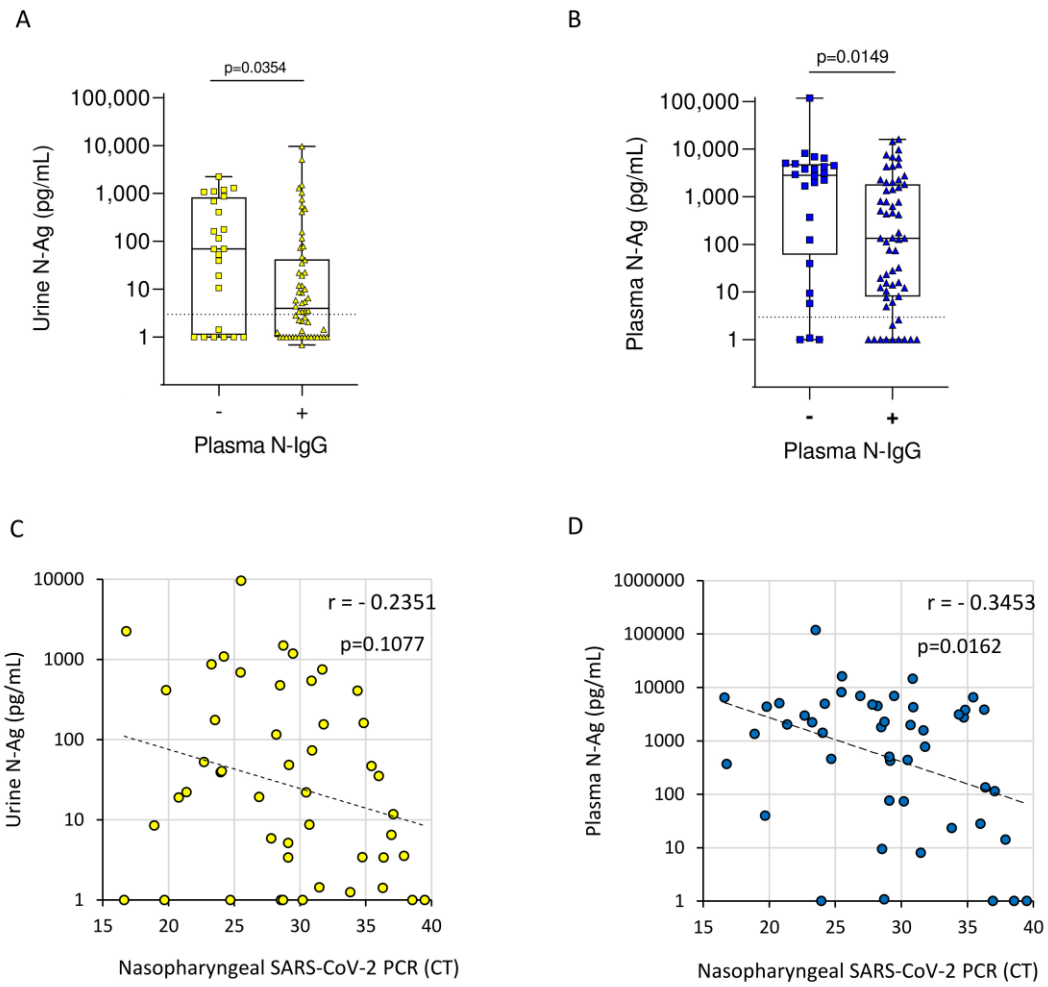 A
p=0.0354
100,000
10,000
1,000
100
10
1
Urine N-Ag (pg/mL)
- +
Plasma N-IgG
B
p=0.0149
100,000
10,000
1,000
100
10
1
Plasma N-Ag (pg/mL)
- +
Plasma N-IgG
C
10000
1000
100
10
1
Urine N-Ag (pg/mL)
r = - 0.2351
p=0.1077
15 20 25 30 35 40
Nasopharyngeal SARS-CoV-2 PCR (CT)
D
1000000
100000
10000
1000
100
10
1
Plasma N-Ag (pg/mL)
r = - 0.3453
p=0.0162
15 20 25 30 35 40
Nasopharyngeal SARS-CoV-2 PCR (CT)